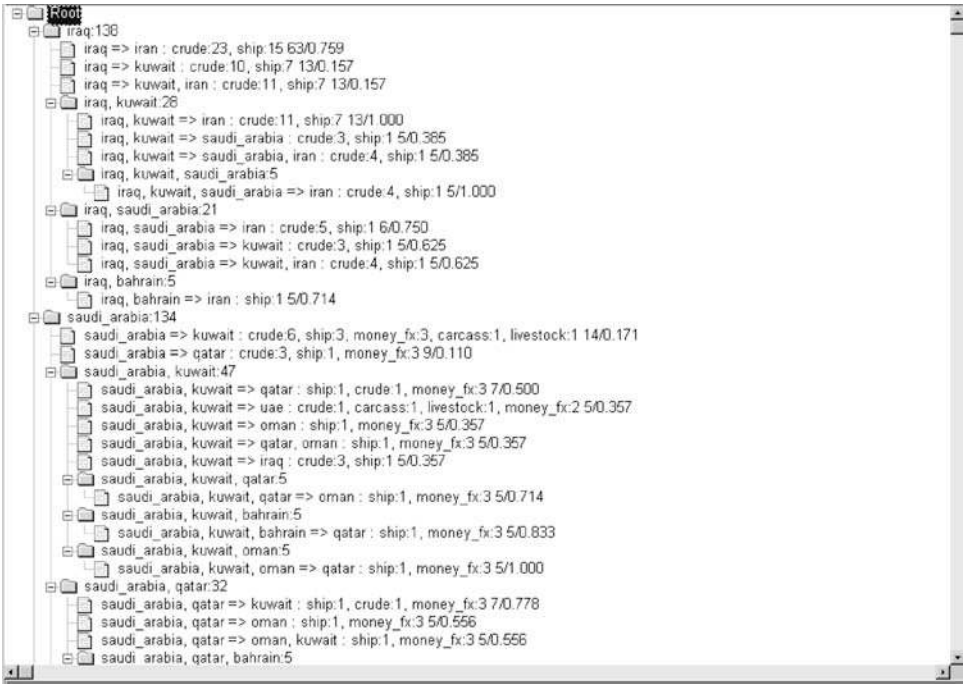 Root
iraq:138
iraq => iran : crude:23, ship:15 63/0.759
iraq => kuwait : crude:10, ship:7 13/0.157
iraq => kuwait, iran : crude:11, ship:7 13/0.157
iraq, kuwait:28
iraq, kuwait => iran : crude:11, ship:7 13/1.000
iraq, kuwait => saudi_arabia : crude:3, ship:1 5/0.385
iraq, kuwait => saudi_arabia, iran : crude:4, ship:1 5/0.385
iraq, kuwait, saudi_arabia:5
iraq, kuwait, saudi_arabia => iran : crude:4, ship:1 5/1.000
iraq, saudi_arabia:21
iraq, saudi_arabia => iran : crude:5, ship:1 6/0.750
iraq, saudi_arabia => kuwait : crude:3, ship:1 5/0.625
iraq, saudi_arabia => kuwait, iran : crude:4, ship:1 5/0.625
iraq, bahrain:5
iraq, bahrain => iran : ship:1 5/0.714
saudi_arabia:134
saudi_arabia => kuwait : crude:6, ship:3, money_fx:3, carcass:1, livestock:1 14/0.171
saudi_arabia => qatar : crude:3, ship:1, money_fx:3 9/0.110
saudi_arabia, kuwait:47
saudi_arabia, kuwait => qatar : ship:1, crude:1, money_fx:3 7/0.500
saudi_arabia, kuwait => uae : crude:1, carcass:1, livestock:1, money_fx:2 5/0.357
saudi_arabia, kuwait => oman : ship:1, money_fx:3 5/0.357
saudi_arabia, kuwait => qatar, oman : ship:1, money_fx:3 5/0.357
saudi_arabia, kuwait => iraq : crude:3, ship:1 5/0.357
saudi_arabia, kuwait, qatar:5
saudi_arabia, kuwait, qatar => oman : ship:1, money_fx:3 5/0.714
saudi_arabia, kuwait, bahrain:5
saudi_arabia, kuwait, bahrain => qatar : ship:1, money_fx:3 5/0.833
saudi_arabia, kuwait, oman:5
saudi_arabia, kuwait, oman => qatar : ship:1, money_fx:3 5/1.000
saudi_arabia, qatar:32
saudi_arabia, qatar => kuwait : ship:1, crude:1, money_fx:3 7/0.778
saudi_arabia, qatar => oman : ship:1, money_fx:3 5/0.556
saudi_arabia, qatar => oman, kuwait : ship:1, money_fx:3 5/0.556
saudi_arabia, qatar, bahrain:5